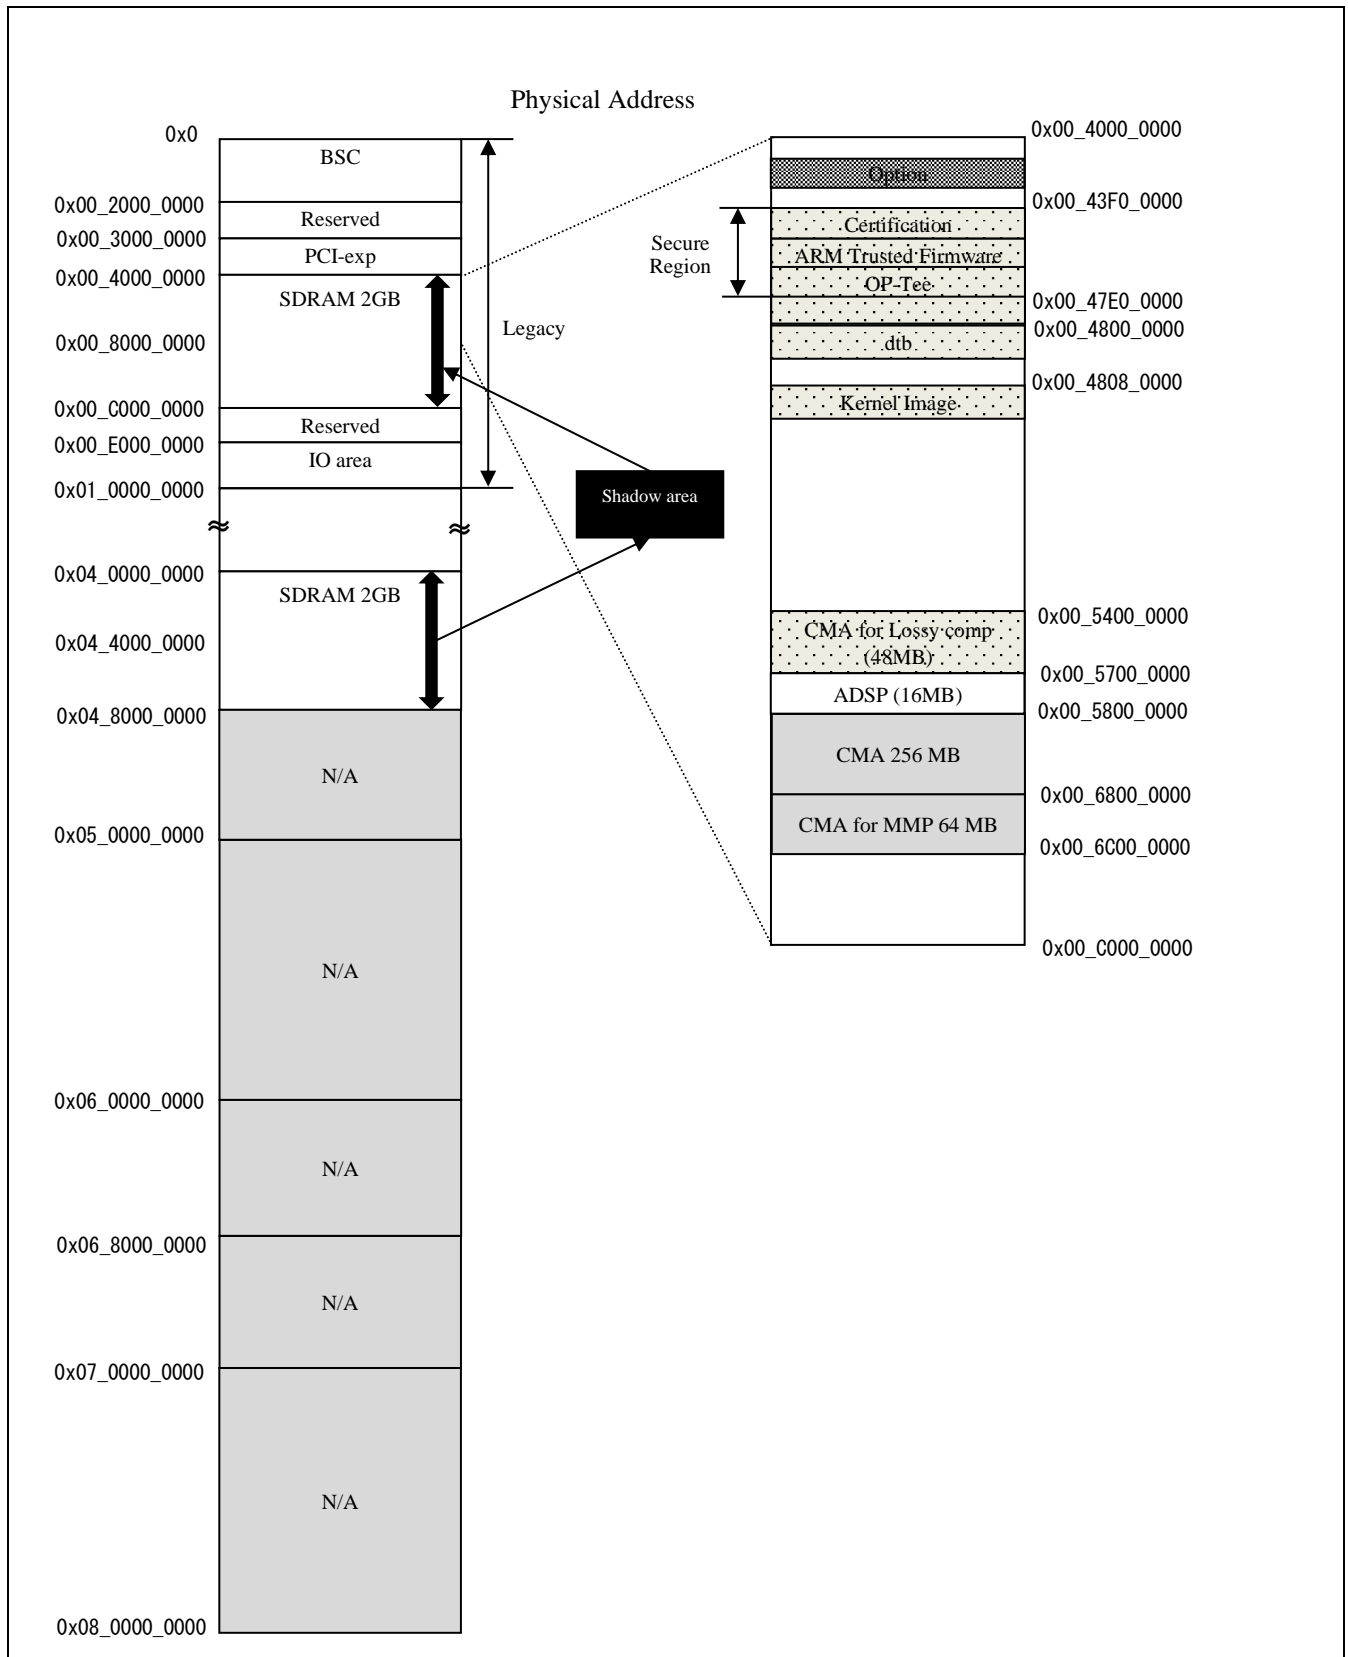 Physical Address
0x0
BSC
0x00_2000_0000
Reserved
0x00_3000_0000
PCI-exp
0x00_4000_0000
SDRAM 2GB
0x00_8000_0000
Legacy
0x00_C000_0000
Reserved
0x00_E000_0000
IO area
0x01_0000_0000
Shadow area
0x04_0000_0000
SDRAM 2GB
0x04_4000_0000
0x04_8000_0000
N/A
0x05_0000_0000
N/A
0x06_0000_0000
N/A
0x06_8000_0000
N/A
0x07_0000_0000
N/A
0x08_0000_0000
0x00_4000_0000
Option
0x00_43F0_0000
Secure
Region
Certification
ARM Trusted Firmware
OP-Tee
0x00_47E0_0000
0x00_4800_0000
dtb
0x00_4808_0000
Kernel Image
0x00_5400_0000
CMA for Lossy comp
(48MB)
0x00_5700_0000
ADSP (16MB)
0x00_5800_0000
CMA 256 MB
0x00_6800_0000
CMA for MMP 64 MB
0x00_6C00_0000
0x00_C000_0000